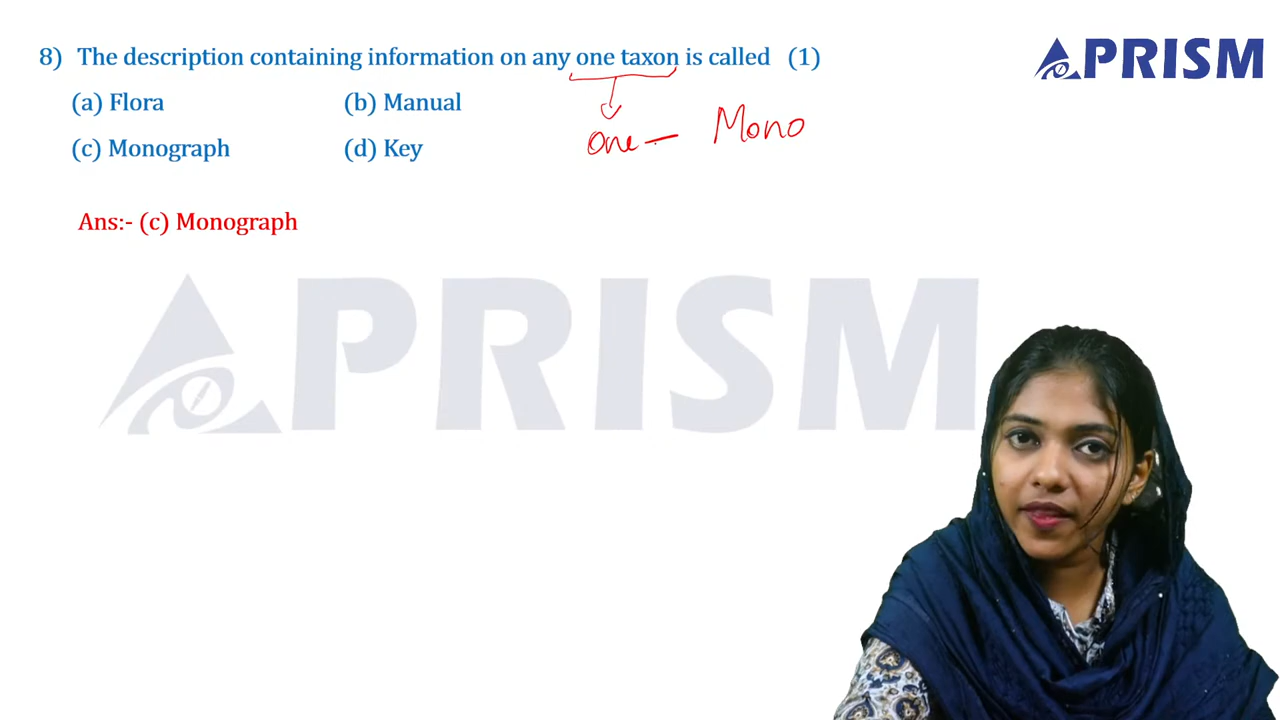 8) The description containing information on any one taxon is called (1)
(a) Flora (b) Manual
(c) Monograph (d) Key
One – Mono
Ans:- (c) Monograph
PRISM
PRISM